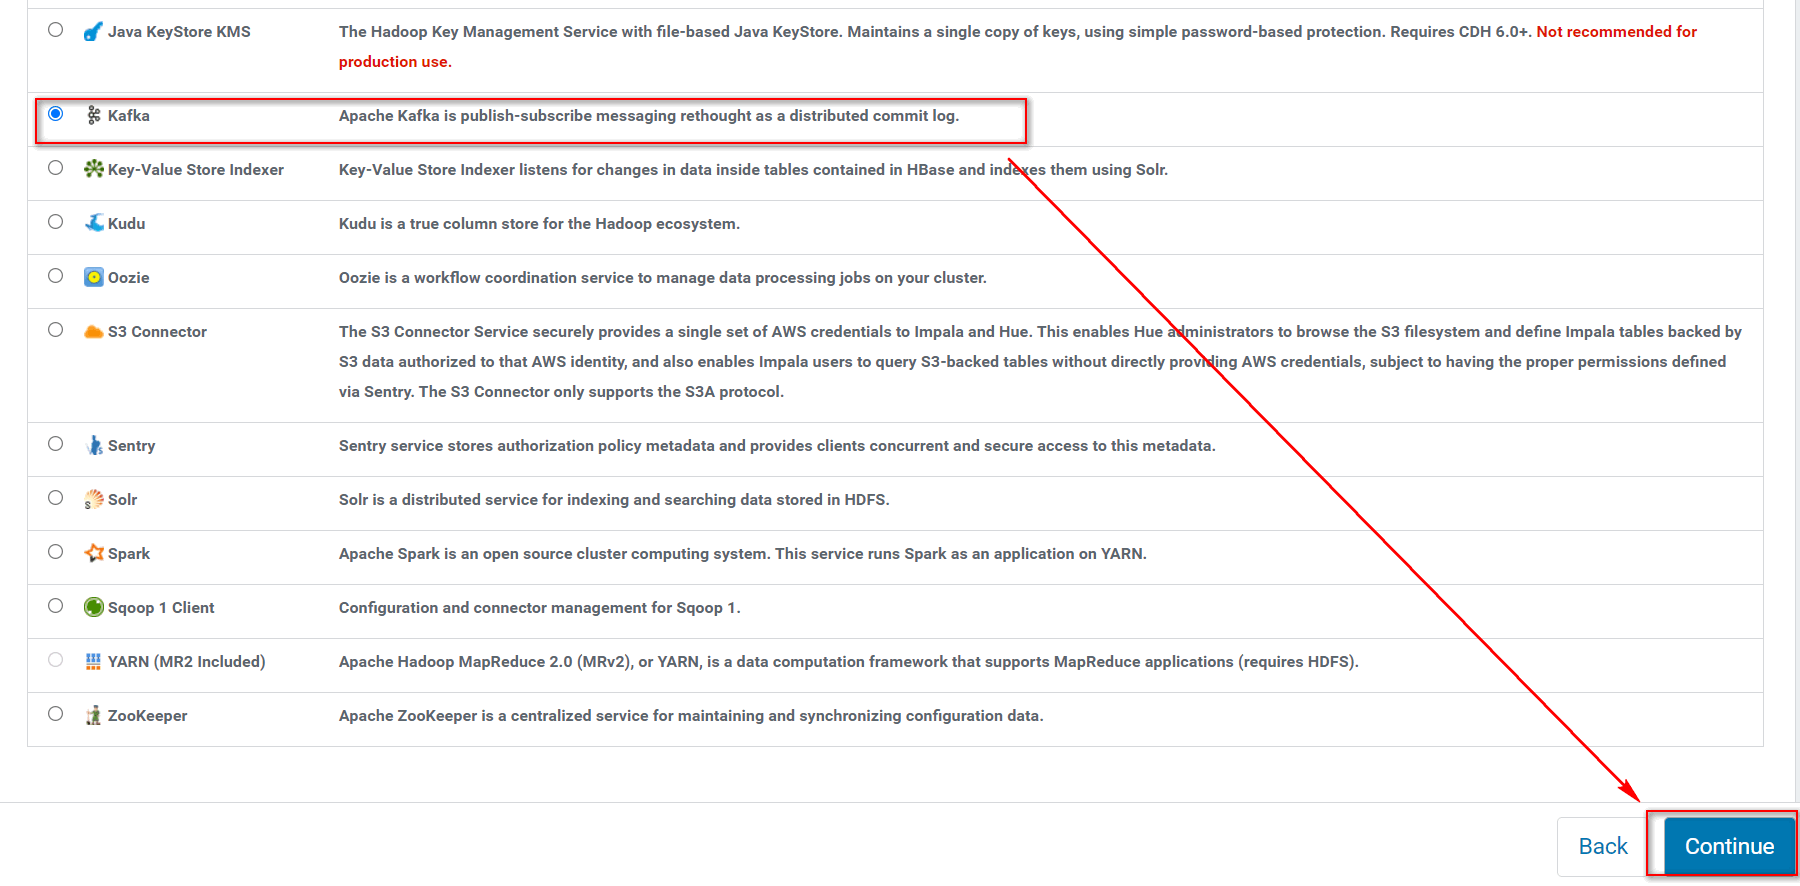 Java KeyStore KMS The Hadoop Key Management Service with file-based Java KeyStore. Maintains a single copy of keys, using simple password-based protection. Requires CDH 6.0+. Not recommended for
production use.
Kafka Apache Kafka is publish-subscribe messaging rethought as a distributed commit log.
Key-Value Store Indexer Key-Value Store Indexer listens for changes in data inside tables contained in HBase and indexes them using Solr.
Kudu Kudu is a true column store for the Hadoop ecosystem.
Oozie Oozie is a workflow coordination service to manage data processing jobs on your cluster.
S3 Connector The S3 Connector Service securely provides a single set of AWS credentials to Impala and Hue. This enables Hue administrators to browse the S3 filesystem and define Impala tables backed by
S3 data authorized to that AWS identity, and also enables Impala users to query S3-backed tables without directly providing AWS credentials, subject to having the proper permissions defined
via Sentry. The S3 Connector only supports the S3A protocol.
Sentry Sentry service stores authorization policy metadata and provides clients concurrent and secure access to this metadata.
Solr Solr is a distributed service for indexing and searching data stored in HDFS.
Spark Apache Spark is an open source cluster computing system. This service runs Spark as an application on YARN.
Sqoop 1 Client Configuration and connector management for Sqoop 1.
YARN (MR2 Included) Apache Hadoop MapReduce 2.0 (MRv2), or YARN, is a data computation framework that supports MapReduce applications (requires HDFS).
ZooKeeper Apache ZooKeeper is a centralized service for maintaining and synchronizing configuration data.
Back Continue